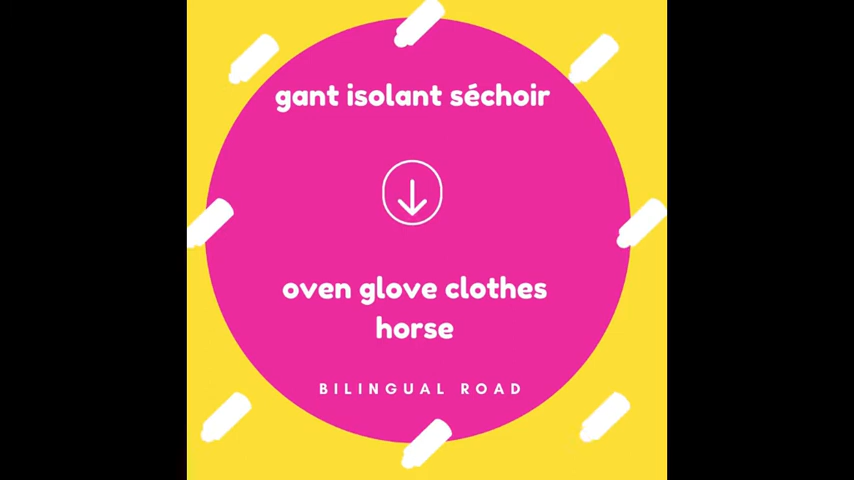 gant isolant séchoir
oven glove clothes
horse
BILINGUAL ROAD